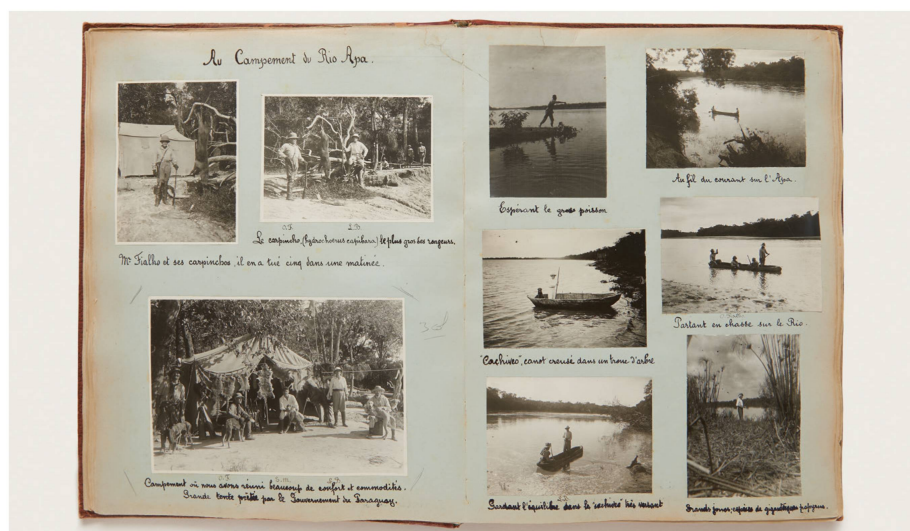 Au Campement du Rio Apa.
Le carpincho, (hydrochoerus capibara) le plus gros des rongeurs.
Mr Fialho et ses carpinchos, il en a tué cinq dans une matinée.
Campement où nous avons réuni beaucoup de confort et commodités.
Grande tente prêtée par le Gouvernement du Paraguay.
Espérant le gros poisson
Au fil du courant sur l'Apa.
"Cachiveo", canot creusé dans un tronc d'arbre.
Partant en chasse sur le Rio.
Gardant l'équilibre dans le "cachiveo" très versant
Grands joncs, espèces de gigantesques papyrus.